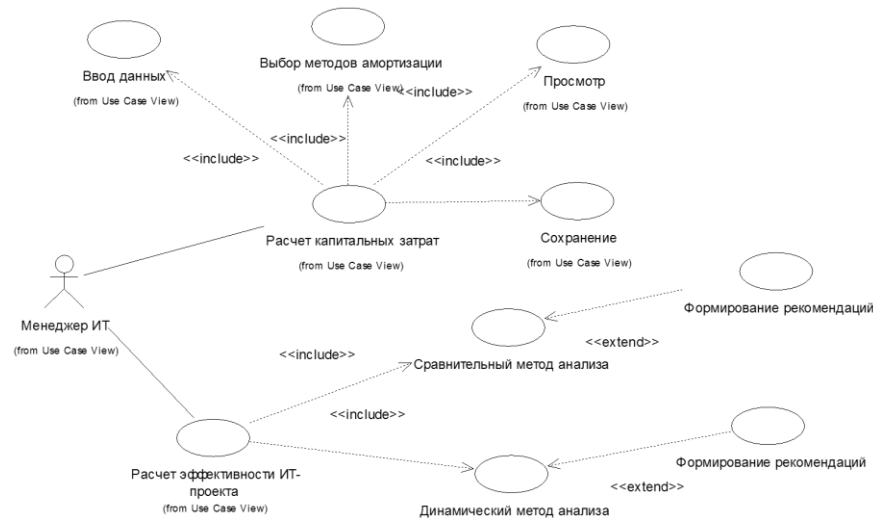 Ввод данных
(from Use Case View)
Выбор методов амортизации
(from Use Case View)
<<include>>
Просмотр
(from Use Case View)
<<include>>
<<include>>
<<include>>
Расчет капитальных затрат
(from Use Case View)
Сохранение
(from Use Case View)
Менеджер ИТ
(from Use Case View)
Формирование рекомендаций
<<extend>>
<<include>>
Сравнительный метод анализа
<<include>>
Расчет эффективности ИТ-
проекта
(from Use Case View)
Формирование рекомендаций
<<extend>>
Динамический метод анализа